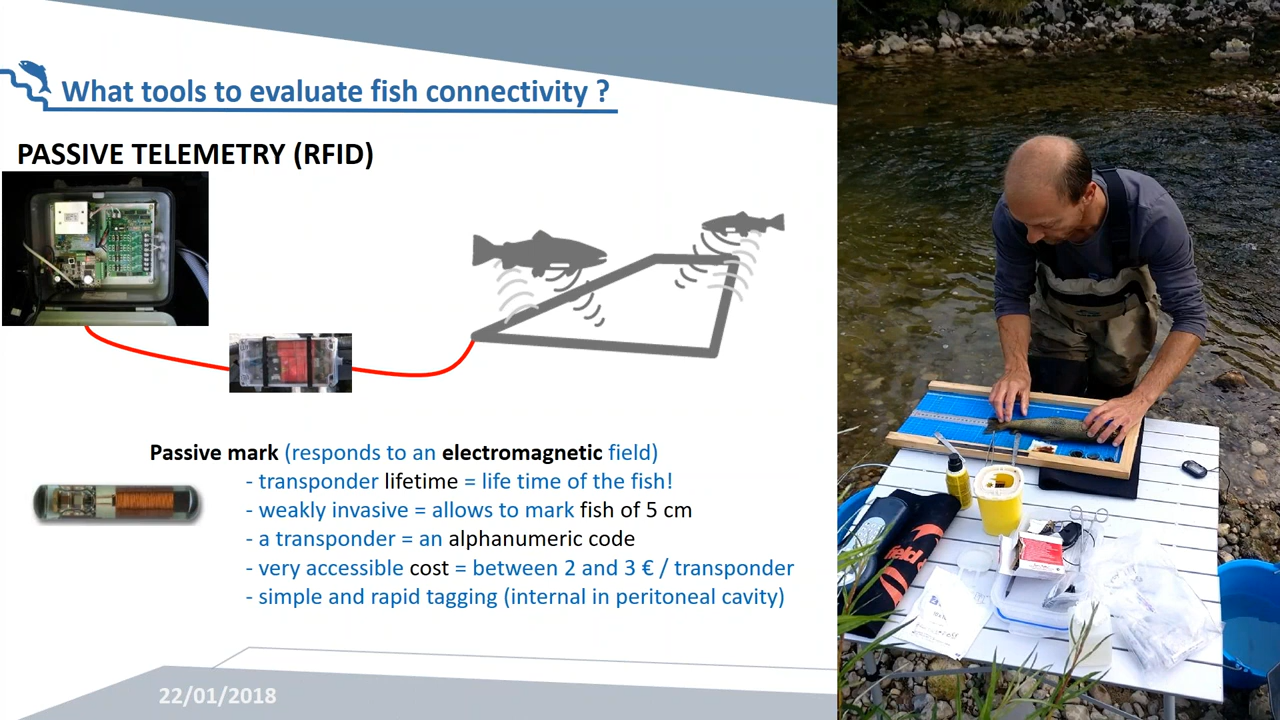 What tools to evaluate fish connectivity ?
PASSIVE TELEMETRY (RFID)
Passive mark (responds to an electromagnetic field)
- transponder lifetime = life time of the fish!
- weakly invasive = allows to mark fish of 5 cm
- a transponder = an alphanumeric code
- very accessible cost = between 2 and 3 € / transponder
- simple and rapid tagging (internal in peritoneal cavity)
22/01/2018
field